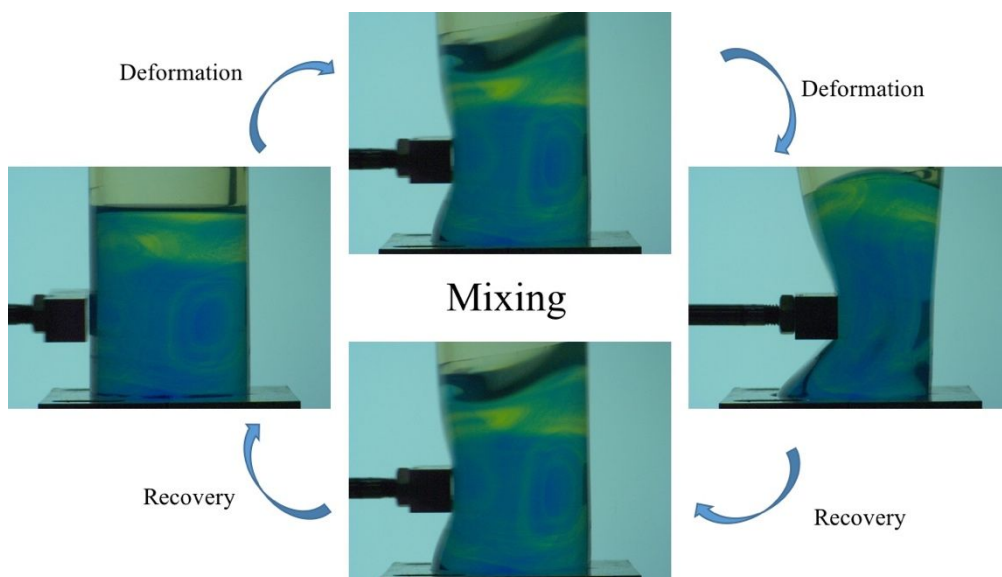 Deformation
Deformation
Mixing
Recovery
Recovery